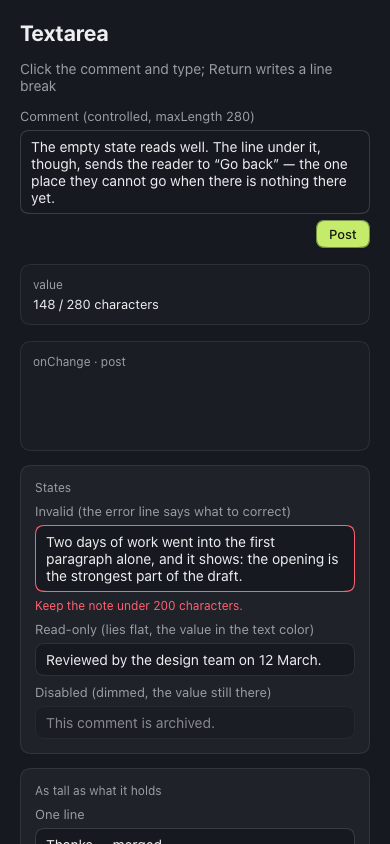 Textarea
Click the comment and type; Return writes a line
break
Comment (controlled, maxLength 280)
The empty state reads well. The line under it,
though, sends the reader to “Go back” — the one
place they cannot go when there is nothing there
yet.
Post
value
148 / 280 characters
onChange · post
States
Invalid (the error line says what to correct)
Two days of work went into the first
paragraph alone, and it shows: the opening is
the strongest part of the draft.
Keep the note under 200 characters.
Read-only (lies flat, the value in the text color)
Reviewed by the design team on 12 March.
Disabled (dimmed, the value still there)
This comment is archived.
As tall as what it holds
One line